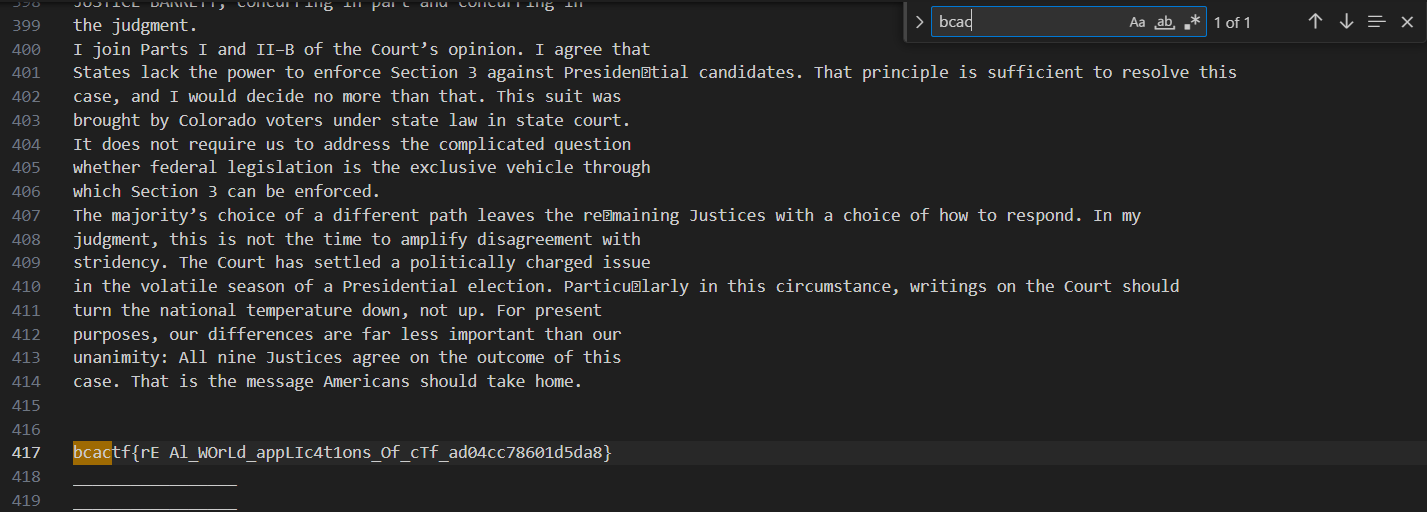 398 JUSTICE BARRETT, concurring in part and concurring in
bcac Aa ab .* 1 of 1
399 the judgment.
400 I join Parts I and II–B of the Court’s opinion. I agree that
401 States lack the power to enforce Section 3 against Presiden␂tial candidates. That principle is sufficient to resolve this
402 case, and I would decide no more than that. This suit was
403 brought by Colorado voters under state law in state court.
404 It does not require us to address the complicated question
405 whether federal legislation is the exclusive vehicle through
406 which Section 3 can be enforced.
407 The majority’s choice of a different path leaves the re␂maining Justices with a choice of how to respond. In my
408 judgment, this is not the time to amplify disagreement with
409 stridency. The Court has settled a politically charged issue
410 in the volatile season of a Presidential election. Particu␂larly in this circumstance, writings on the Court should
411 turn the national temperature down, not up. For present
412 purposes, our differences are far less important than our
413 unanimity: All nine Justices agree on the outcome of this
414 case. That is the message Americans should take home.
415
416
417 bcactf{rE Al_WOrLd_appLIc4t1ons_Of_cTf_ad04cc78601d5da8}
418 _________________
419 _________________